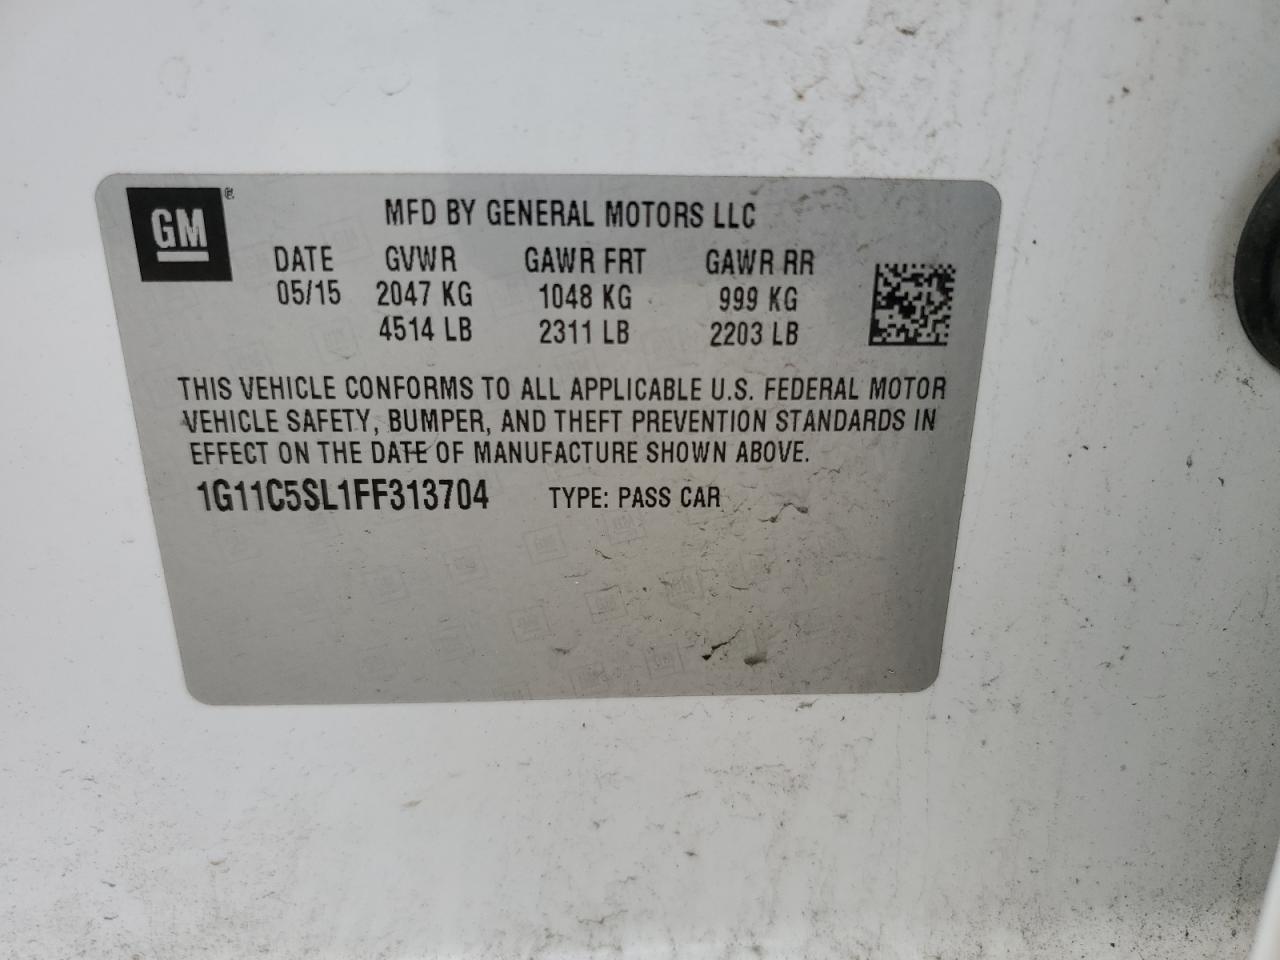 GM®
MFD BY GENERAL MOTORS LLC
DATE GVWR GAWR FRT GAWR RR
05/15 2047 KG 1048 KG 999 KG
4514 LB 2311 LB 2203 LB
THIS VEHICLE CONFORMS TO ALL APPLICABLE U.S. FEDERAL MOTOR
VEHICLE SAFETY, BUMPER, AND THEFT PREVENTION STANDARDS IN
EFFECT ON THE DATE OF MANUFACTURE SHOWN ABOVE.
1G11C5SL1FF313704 TYPE: PASS CAR